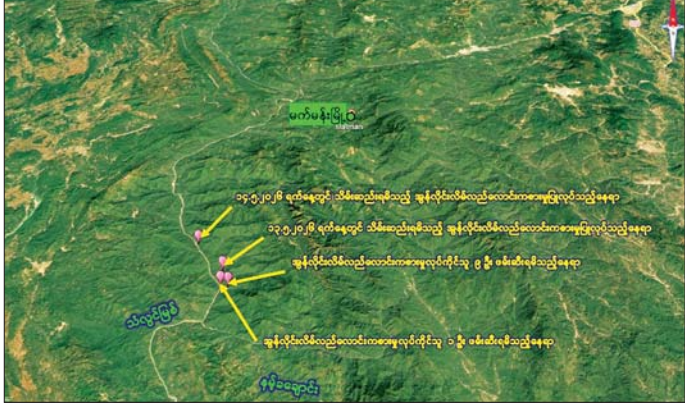 မက်မန်းမြို့
၁၄.၅.၂၀၂၆ ရက်နေ့တွင် သိမ်းဆည်းရမိသည့် အွန်လိုင်းလိမ်လည်လောင်းကစားမှုပြုလုပ်သည့်နေရာ
၁၃.၅.၂၀၂၆ ရက်နေ့တွင် သိမ်းဆည်းရမိသည့် အွန်လိုင်းလိမ်လည်လောင်းကစားမှုပြုလုပ်သည့်နေရာ
အွန်လိုင်းလိမ်လည်လောင်းကစားမှုလုပ်ကိုင်သူ ၉ ဦး ဖမ်းဆီးရမိသည့်နေရာ
သံလွင်မြစ်
အွန်လိုင်းလိမ်လည်လောင်းကစားမှုလုပ်ကိုင်သူ ၁ ဦး ဖမ်းဆီးရမိသည့်နေရာ